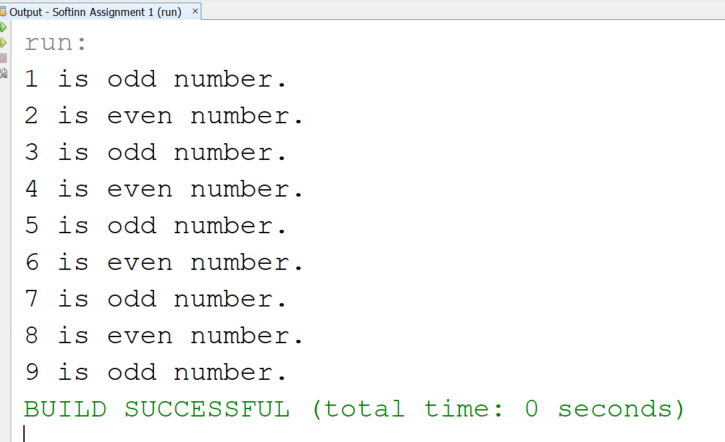 Output - Softinn Assignment 1 (run) ×
run:
1 is odd number.
2 is even number.
3 is odd number.
4 is even number.
5 is odd number.
6 is even number.
7 is odd number.
8 is even number.
9 is odd number.
BUILD SUCCESSFUL (total time: 0 seconds)